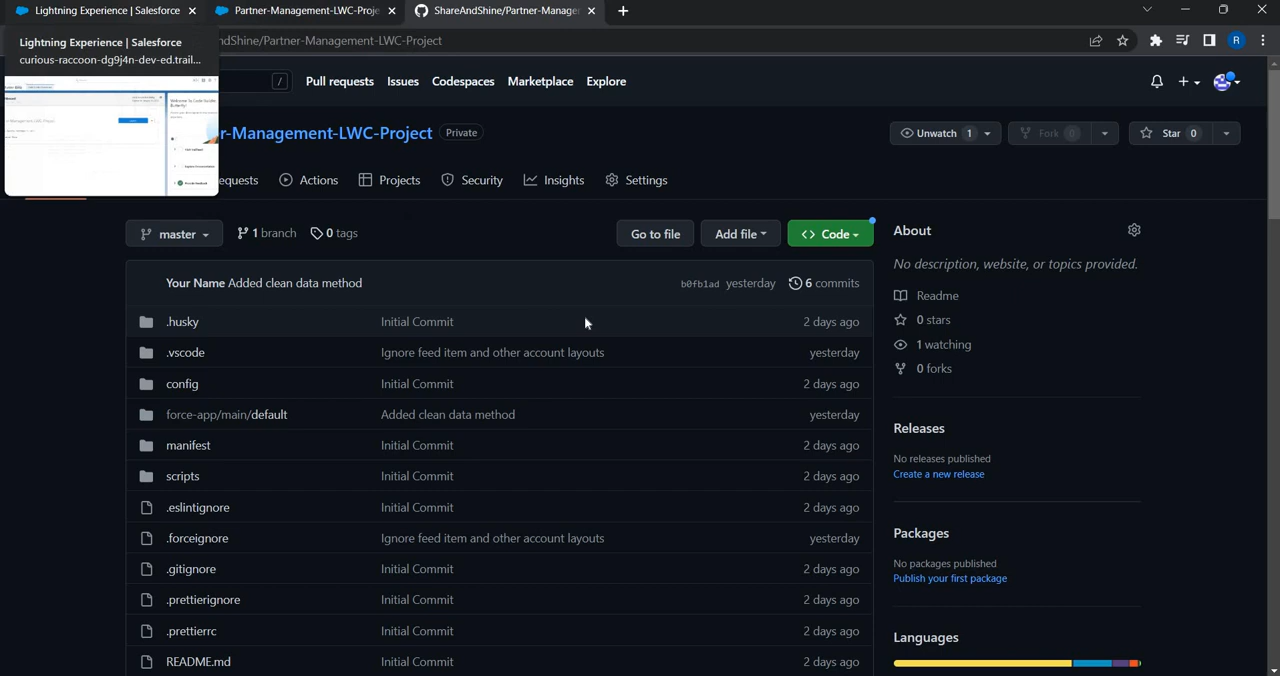 Lightning Experience | Salesforce
Partner-Management-LWC-Proje
ShareAndShine/Partner-Manager
Lightning Experience | Salesforce
curious-raccoon-dg9j4n-dev-ed.trail...
dShine/Partner-Management-LWC-Project
R
/
Pull requests Issues Codespaces Marketplace Explore
r-Management-LWC-Project Private
Unwatch 1 Fork 0 Star 0
equests Actions Projects Security Insights Settings
master 1 branch 0 tags Go to file Add file <> Code
About
No description, website, or topics provided.
Your Name Added clean data method b0fb1ad yesterday 6 commits
Readme
.husky Initial Commit 2 days ago
0 stars
.vscode Ignore feed item and other account layouts yesterday
1 watching
config Initial Commit 2 days ago
0 forks
force-app/main/default Added clean data method yesterday
Releases
manifest Initial Commit 2 days ago
No releases published
scripts Initial Commit 2 days ago
Create a new release
.eslintignore Initial Commit 2 days ago
Packages
.forceignore Ignore feed item and other account layouts yesterday
No packages published
.gitignore Initial Commit 2 days ago
Publish your first package
.prettierignore Initial Commit 2 days ago
.prettierrc Initial Commit 2 days ago
Languages
README.md Initial Commit 2 days ago